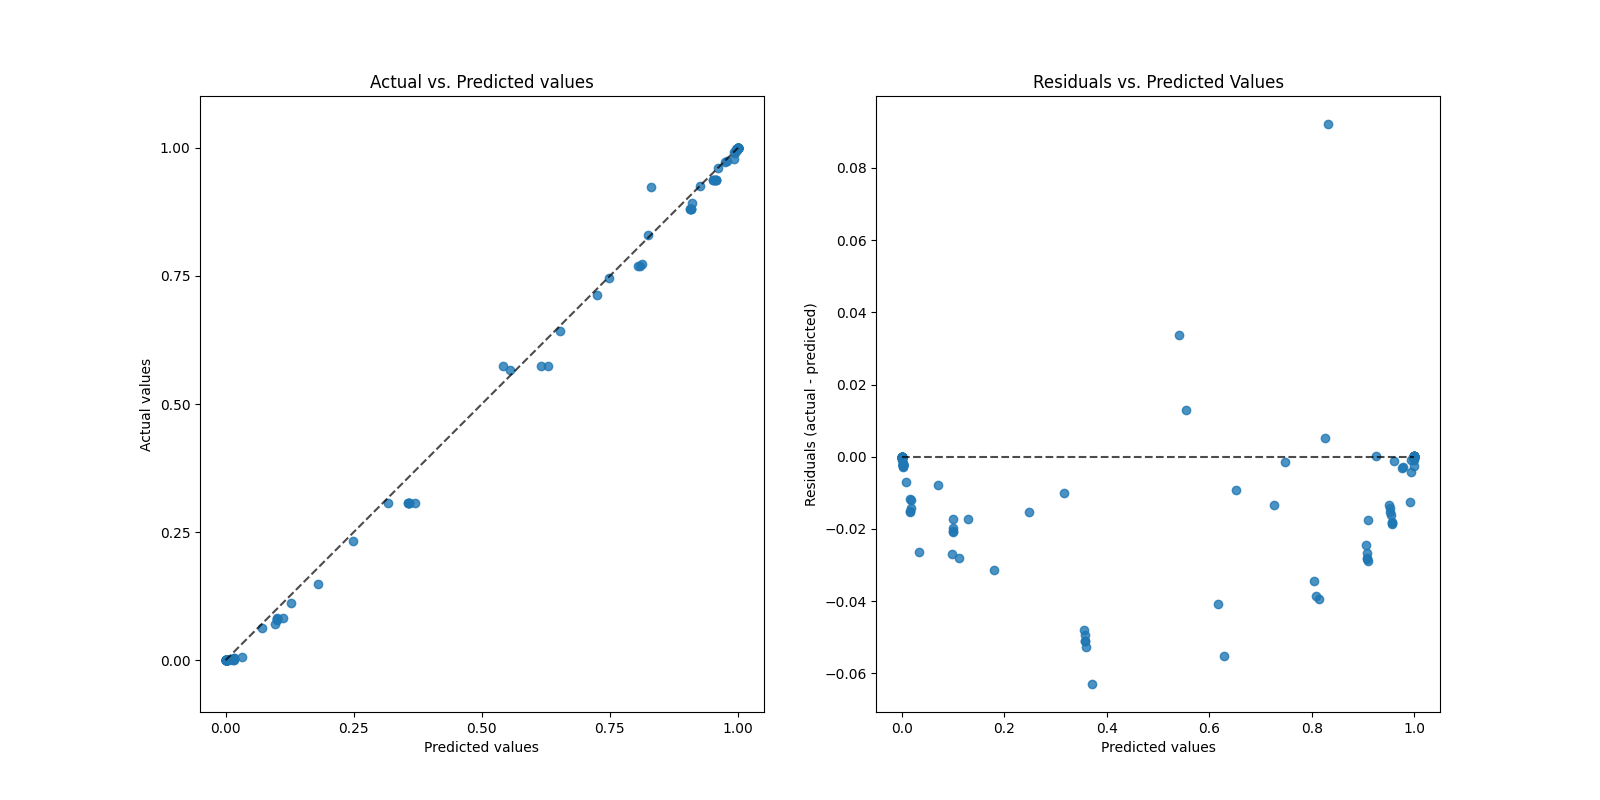 Actual vs. Predicted values
Actual values
1.00
0.75
0.50
0.25
0.00
0.00 0.25 0.50 0.75 1.00
Predicted values
Residuals vs. Predicted Values
Residuals (actual - predicted)
0.08
0.06
0.04
0.02
0.00
−0.02
−0.04
−0.06
0.0 0.2 0.4 0.6 0.8 1.0
Predicted values